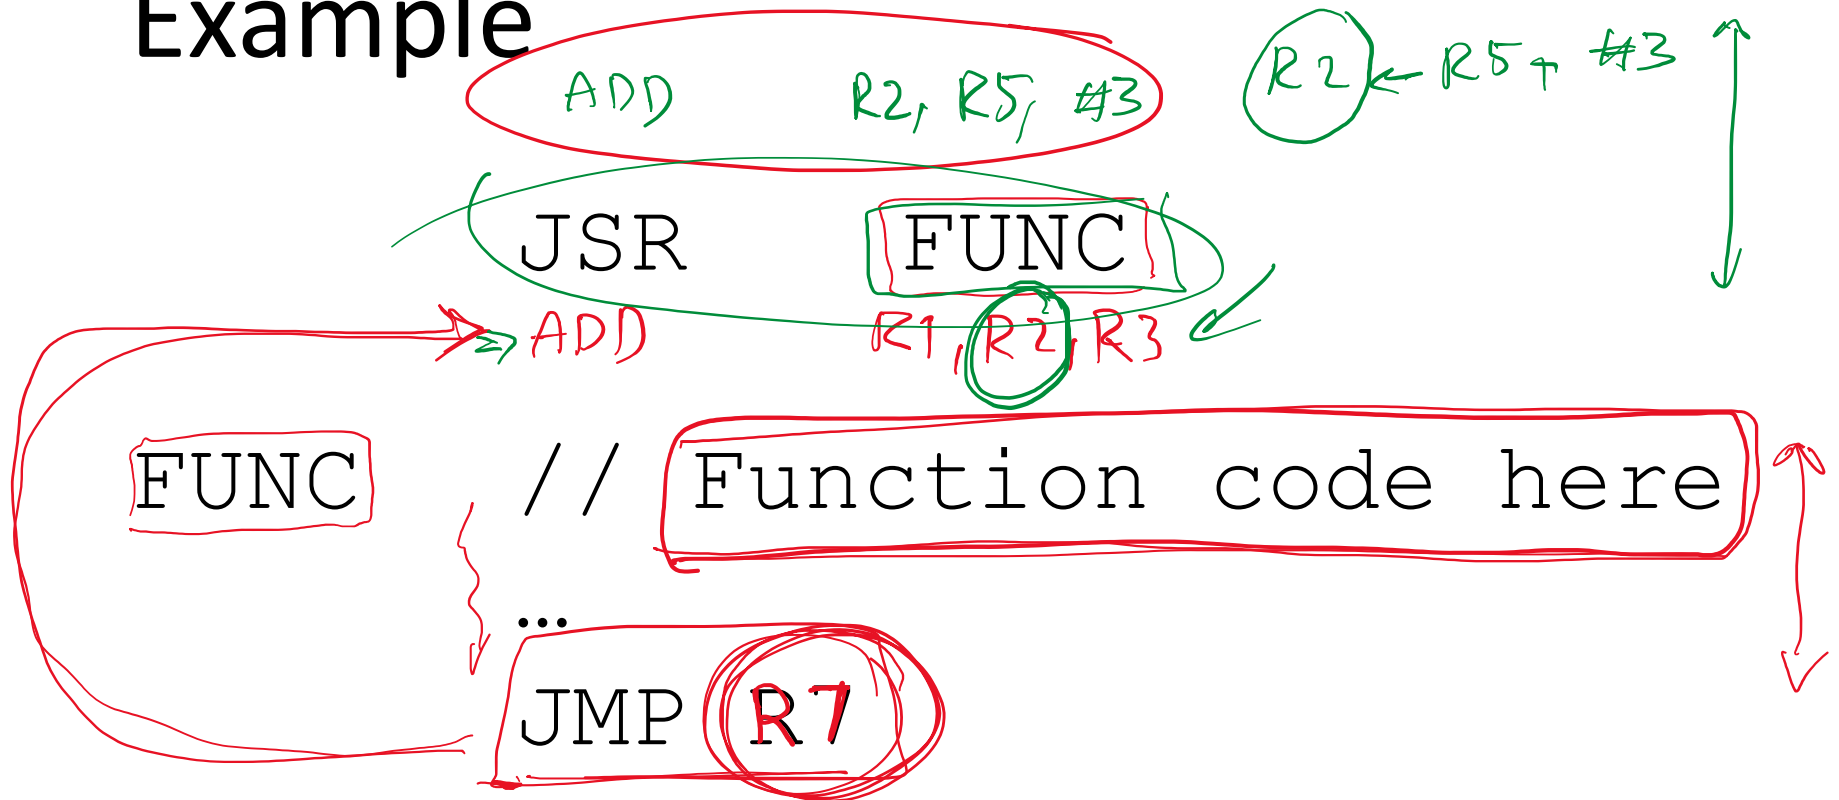 Example
ADD R2, R5, #3 R2 ← R5 + #3
JSR FUNC
ADD R1, R2, R3
FUNC // Function code here
...
JMP R7